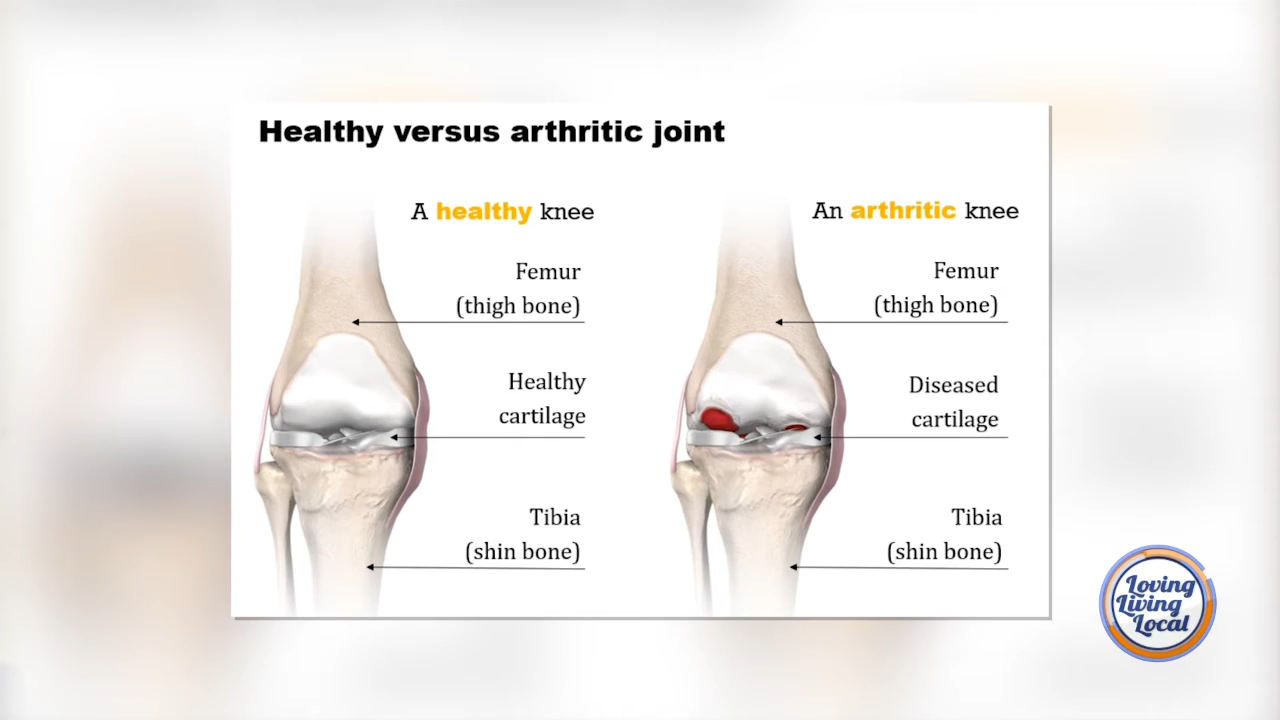 Healthy versus arthritic joint
A healthy knee
Femur
(thigh bone)
Healthy
cartilage
Tibia
(shin bone)
An arthritic knee
Femur
(thigh bone)
Diseased
cartilage
Tibia
(shin bone)
Loving
Living
Local